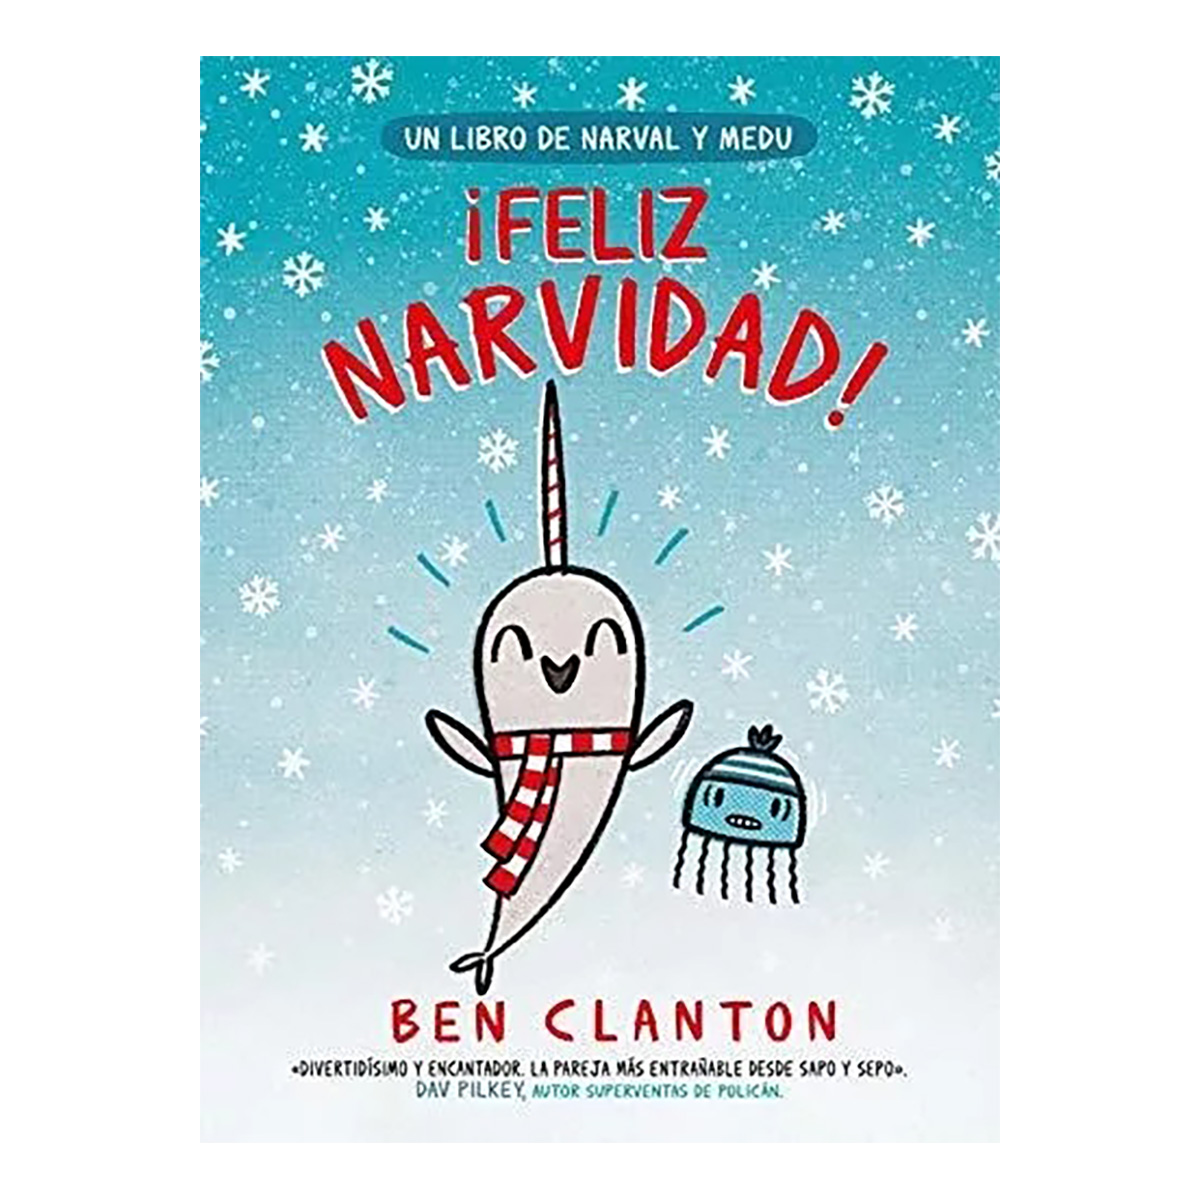 UN LIBRO DE NARVAL Y MEDU
¡FELIZ
NARVIDAD!
BEN CLANTON
«DIVERTIDÍSIMO Y ENCANTADOR. LA PAREJA MÁS ENTRAÑABLE DESDE SAPO Y SEPO».
DAV PILKEY, AUTOR SUPERVENTAS DE POLICÁN.